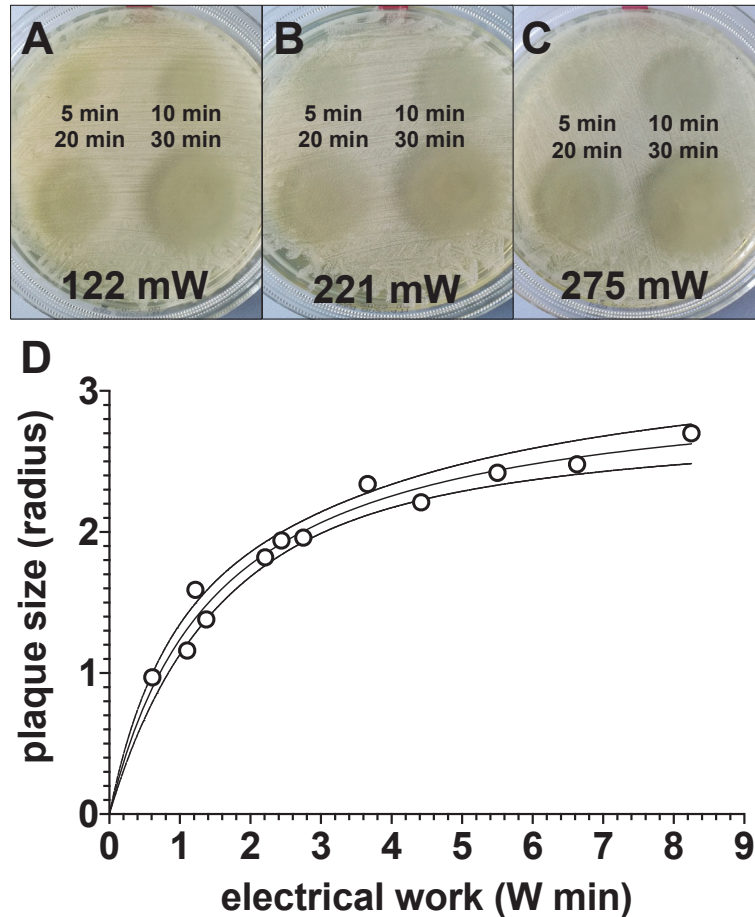 A
5 min 10 min
20 min 30 min
122 mW
B
5 min 10 min
20 min 30 min
221 mW
C
5 min 10 min
20 min 30 min
275 mW
D
plaque size (radius)
3
2
1
0
0 1 2 3 4 5 6 7 8 9
electrical work (W min)